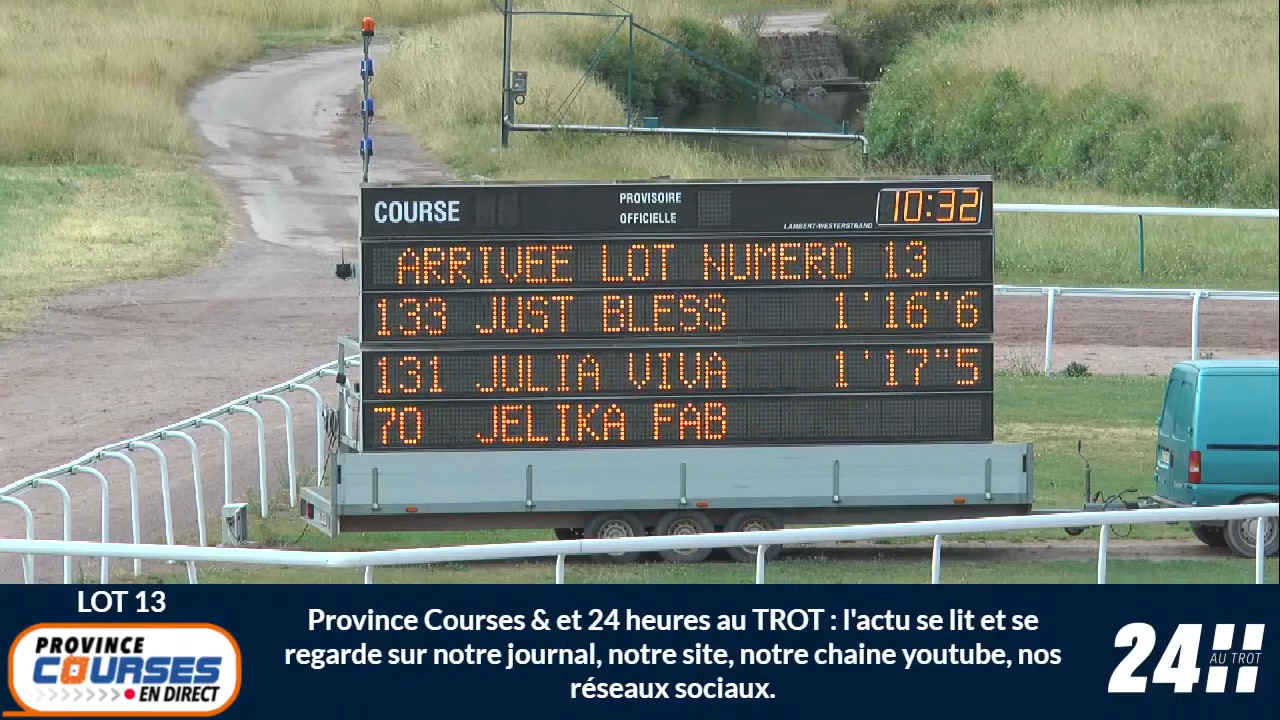 COURSE
PROVISOIRE
OFFICIELLE
LAMBERT-WESTERSTRAND
10:32
ARRIVEE LOT NUMERO 13
133 JUST BLESS 1'16"6
131 JULIA VIVA 1'17"5
70 JELIKA FAB
LOT 13
PROVINCE
COURSES
EN DIRECT
Province Courses & et 24 heures au TROT : l'actu se lit et se
regarde sur notre journal, notre site, notre chaine youtube, nos
réseaux sociaux.
24H
AU TROT